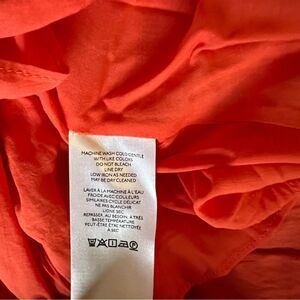 MACHINE WASH COLD/GENTLE
WITH LIKE COLORS
DO NOT BLEACH
LINE DRY
LOW IRON AS NEEDED
MAY BE DRY CLEANED
LAVER À LA MACHINE À L'EAU
FROIDE AVEC COULEURS
SIMILAIRES-CYCLE DÉLICAT
NE PAS BLANCHIR
LIGNE SEC
REPASSER, AU BESOIN, À TRÈS
BASSE TEMPÉRATURE
PEUT-ÊTRE ÊTRE NETTOYÉE
A SEC